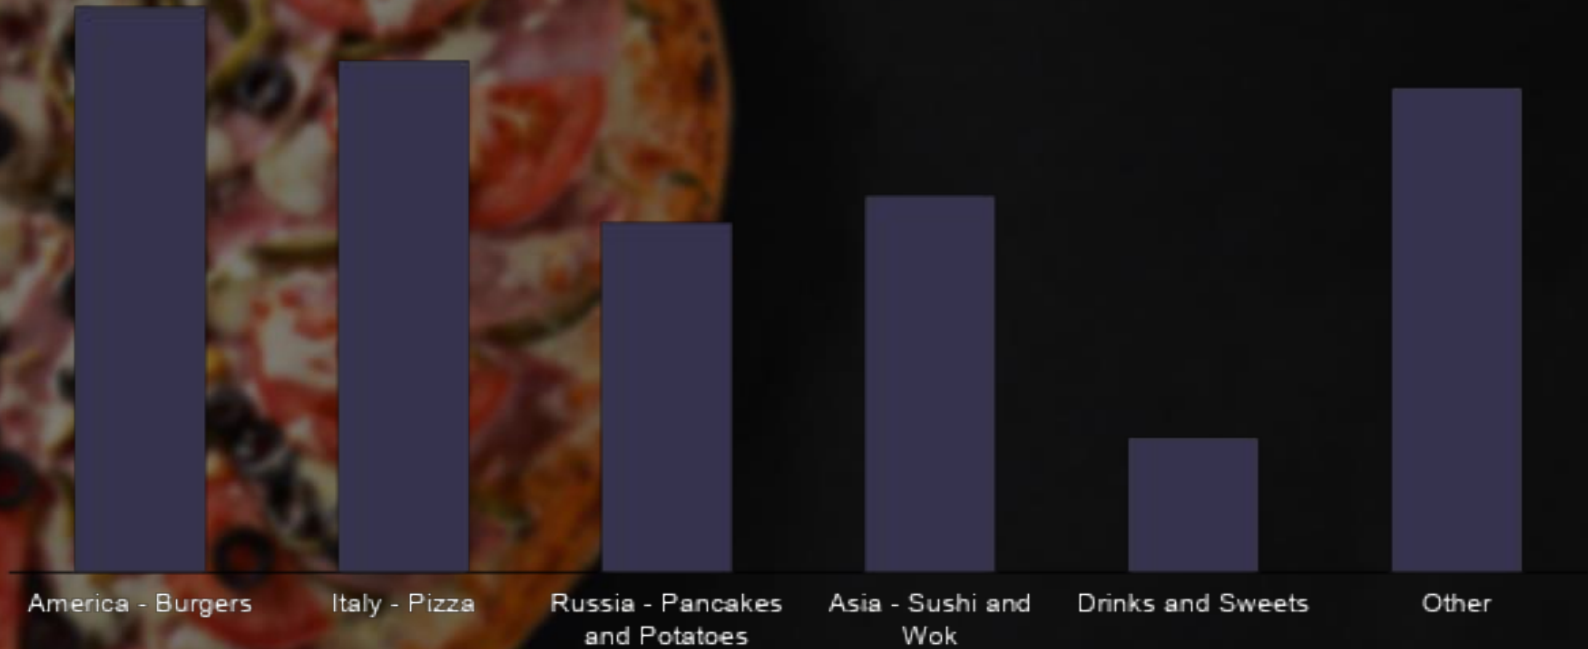 America - Burgers
Italy - Pizza
Russia - Pancakes
and Potatoes
Asia - Sushi and
Wok
Drinks and Sweets
Other